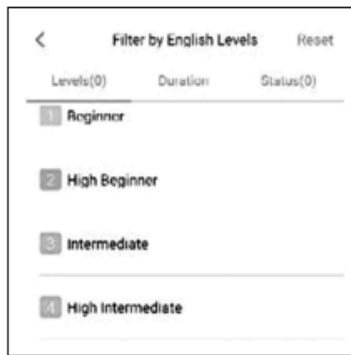 Filter by English Levels Reset
Levels(0) Duration Status(0)
1 Beginner
2 High Beginner
3 Intermediate
4 High Intermediate